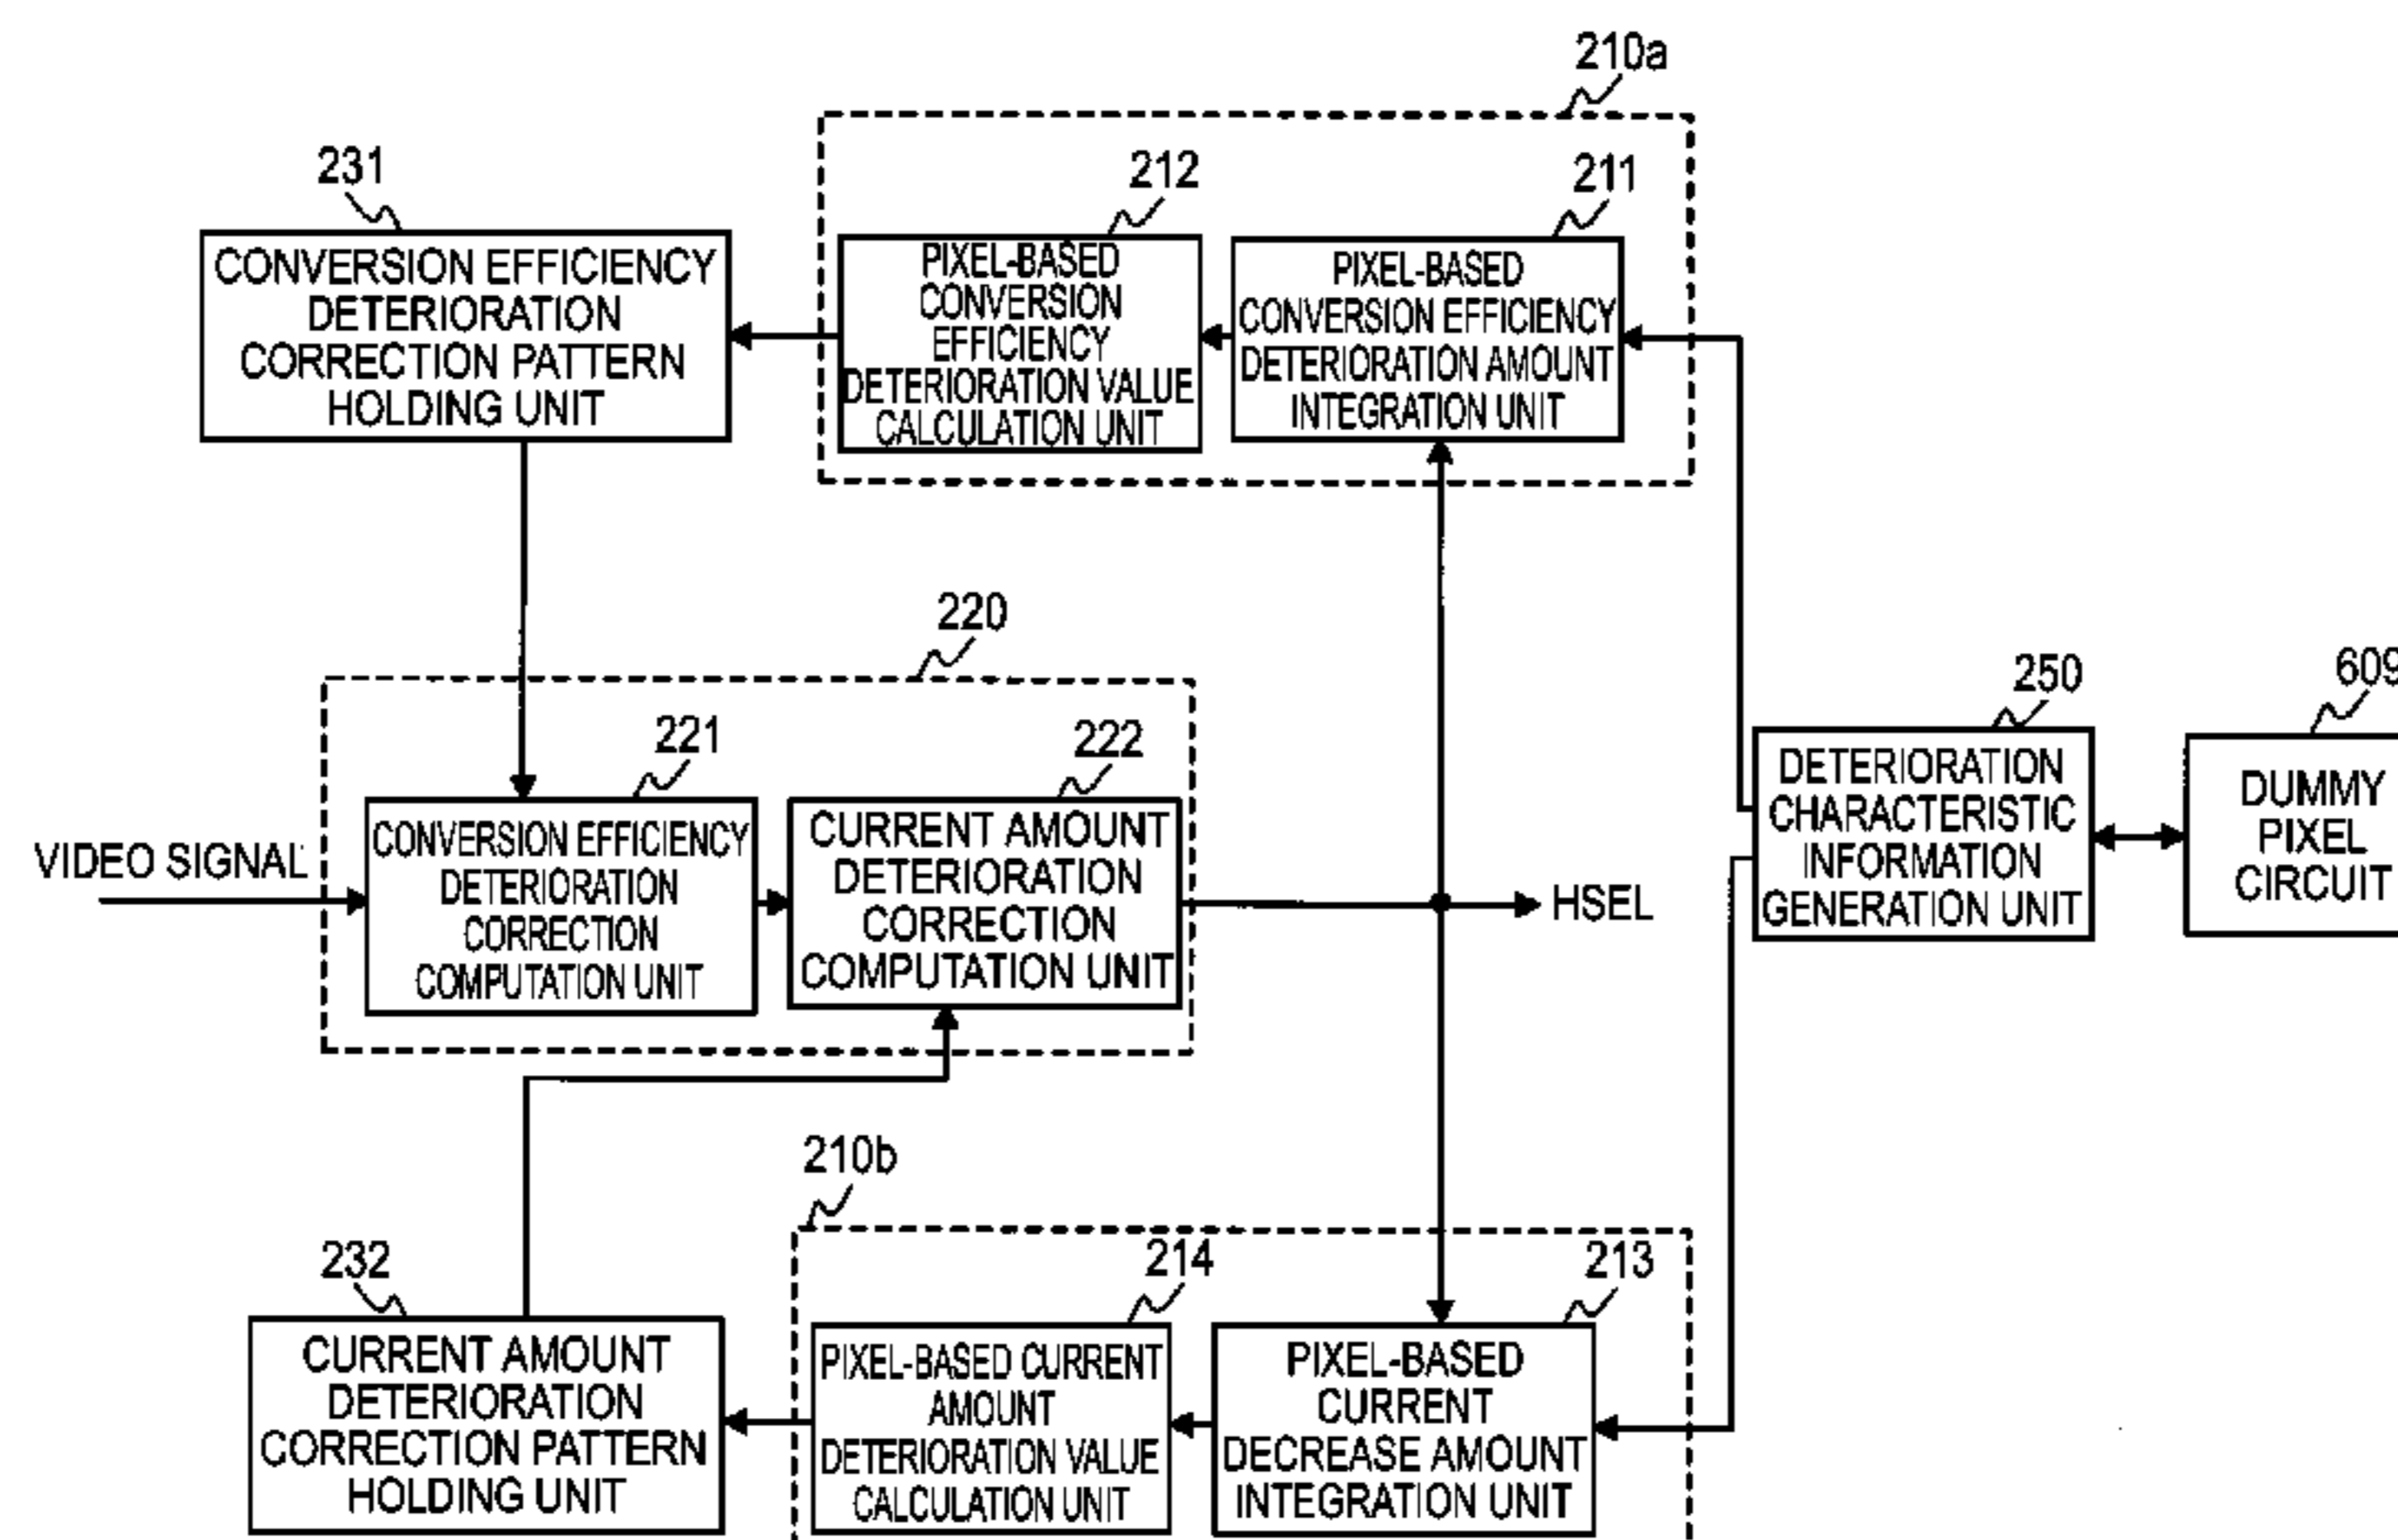 210a
231
212
211
CONVERSION EFFICIENCY
DETERIORATION
CORRECTION PATTERN
HOLDING UNIT
PIXEL-BASED
CONVERSION
EFFICIENCY
DETERIORATION VALUE
CALCULATION UNIT
PIXEL-BASED
CONVERSION EFFICIENCY
DETERIORATION AMOUNT
INTEGRATION UNIT
220
250
609
221
222
VIDEO SIGNAL
CONVERSION EFFICIENCY
DETERIORATION
CORRECTION
COMPUTATION UNIT
CURRENT AMOUNT
DETERIORATION
CORRECTION
COMPUTATION UNIT
HSEL
DETERIORATION
CHARACTERISTIC
INFORMATION
GENERATION UNIT
DUMMY
PIXEL
CIRCUIT
210b
232
214
213
CURRENT AMOUNT
DETERIORATION
CORRECTION PATTERN
HOLDING UNIT
PIXEL-BASED CURRENT
AMOUNT
DETERIORATION VALUE
CALCULATION UNIT
PIXEL-BASED
CURRENT
DECREASE AMOUNT
INTEGRATION UNIT